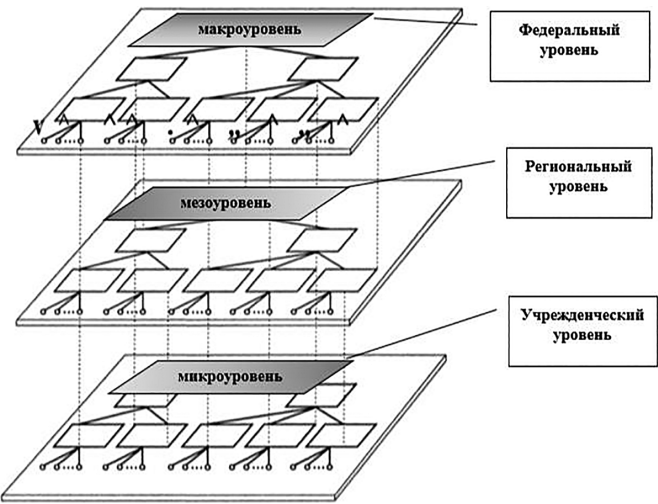 макроуровень
Федеральный
уровень
мезоуровень
Региональный
уровень
микроуровень
Учрежденческий
уровень